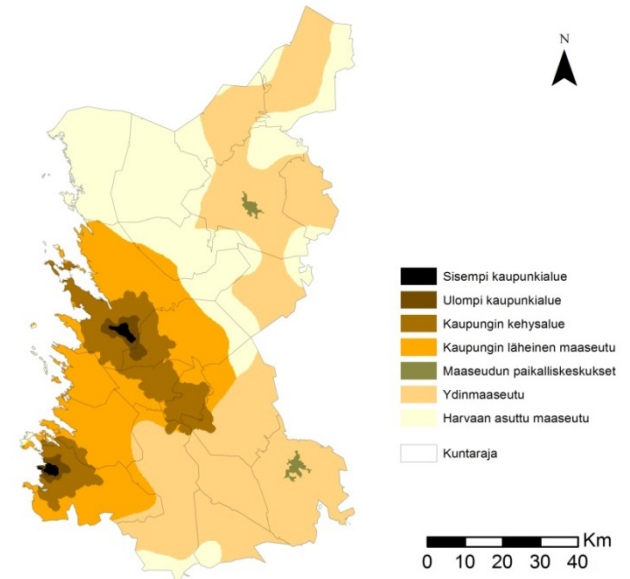 N
Sisempi kaupunkialue
Ulompi kaupunkialue
Kaupungin kehysalue
Kaupungin läheinen maaseutu
Maaseudun paikalliskeskukset
Ydinmaaseutu
Harvaan asuttu maaseutu
Kuntaraja
Km
0 10 20 30 40